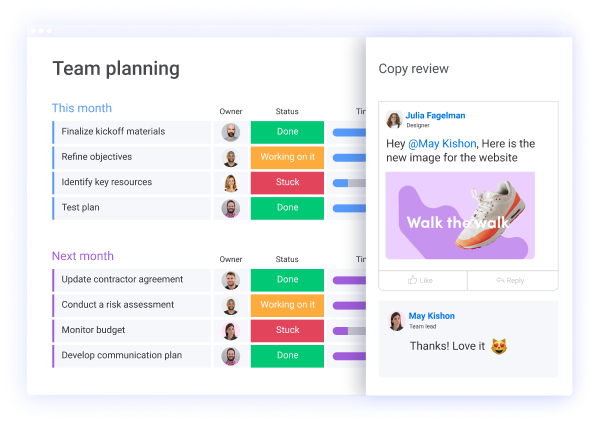 Team planning
This month
Owner Status
Finalize kickoff materials Done
Refine objectives Working on it
Identify key resources Stuck
Test plan Done
Next month
Owner Status
Update contractor agreement Done
Conduct a risk assessment Working on it
Monitor budget Stuck
Develop communication plan Done
Copy review
Julia Fagelman
Designer
Hey @May Kishon, Here is the
new image for the website
Walk the walk
Like Reply
May Kishon
Team lead
Thanks! Love it